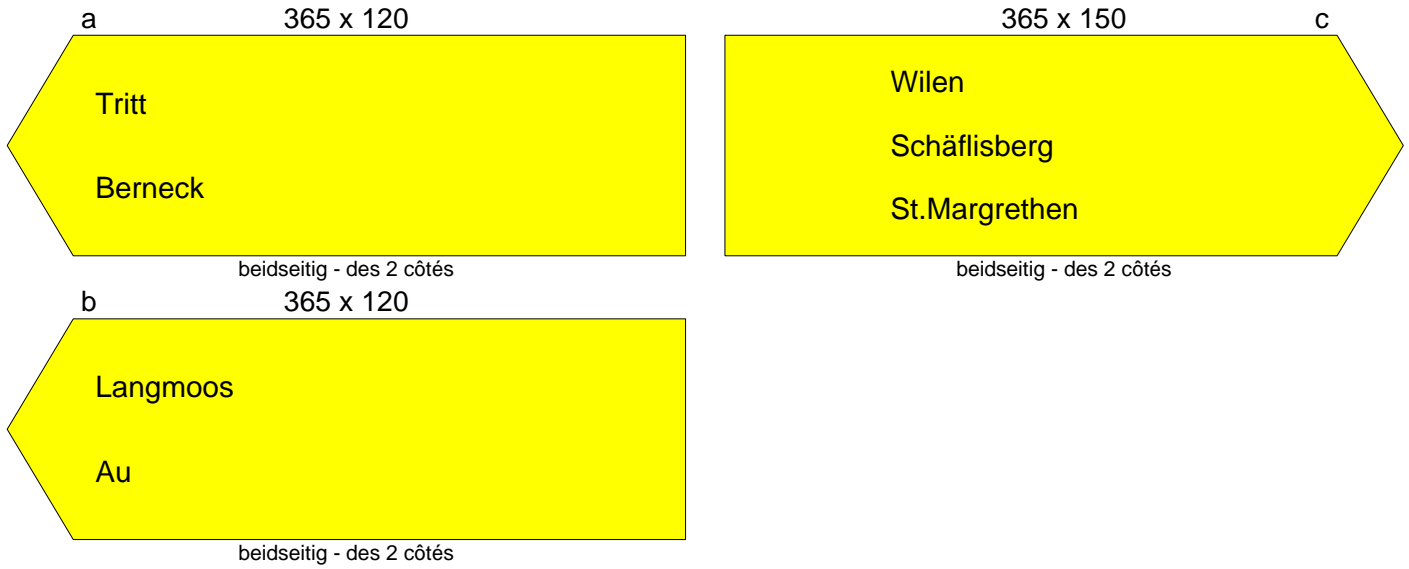 a 365 x 120
Tritt
Berneck
beidseitig - des 2 côtés
365 x 150 c
Wilen
Schäflisberg
St.Margrethen
beidseitig - des 2 côtés
b 365 x 120
Langmoos
Au
beidseitig - des 2 côtés